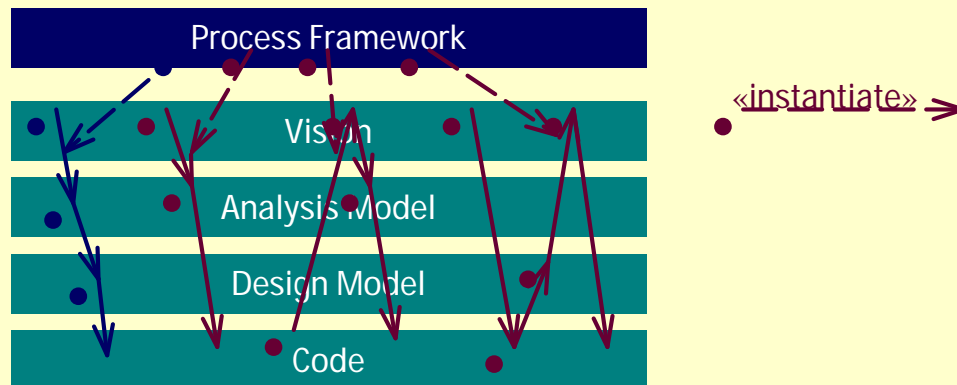 Process Framework
«instantiate»
Vision
Analysis Model
Design Model
Code